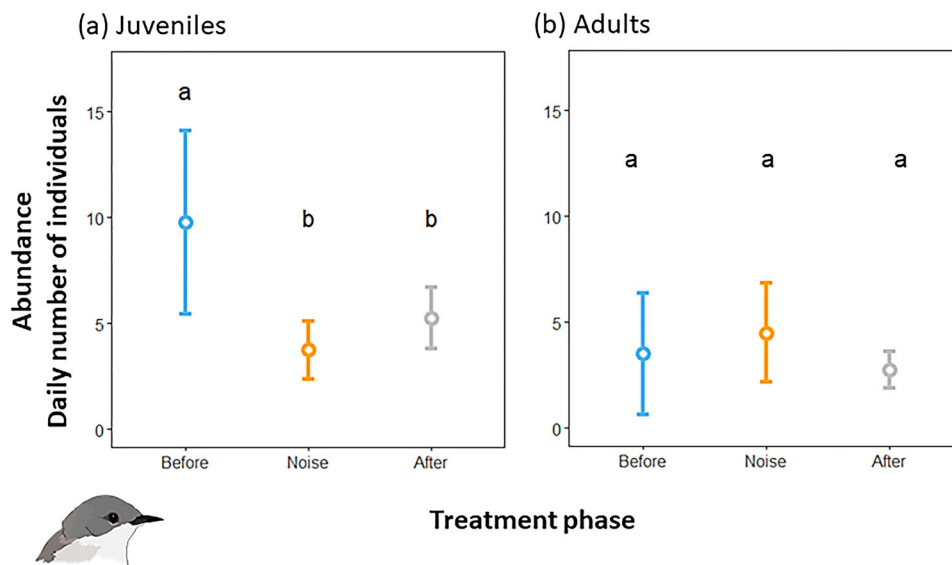 (a) Juveniles
(b) Adults
Abundance
Daily number of individuals
15
10
5
0
a
b
b
Before
Noise
After
15
10
5
0
a
a
a
Before
Noise
After
Treatment phase